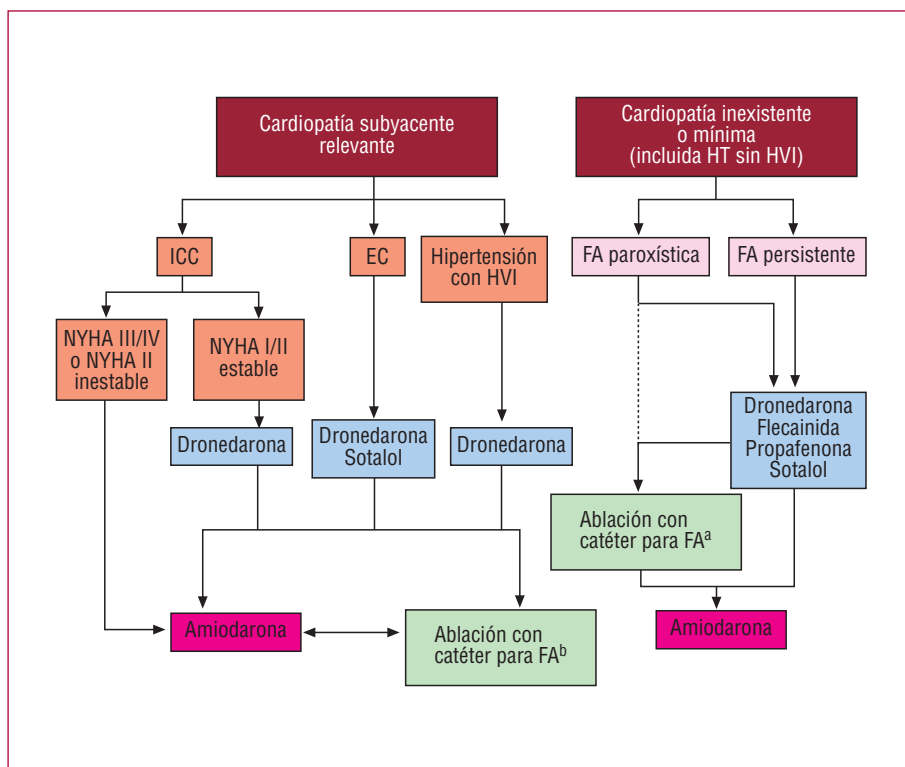 Cardiopatía subyacente
relevante
Cardiopatía inexistente
o mínima
(incluida HT sin HVI)
ICC
EC
Hipertensión
con HVI
FA paroxística
FA persistente
NYHA III/IV
o NYHA II
inestable
NYHA I/II
estable
Dronedarona
Dronedarona
Sotalol
Dronedarona
Dronedarona
Flecainida
Propafenona
Sotalol
Ablación con
catéter para FAa
Amiodarona
Ablación con
catéter para FAb
Amiodarona